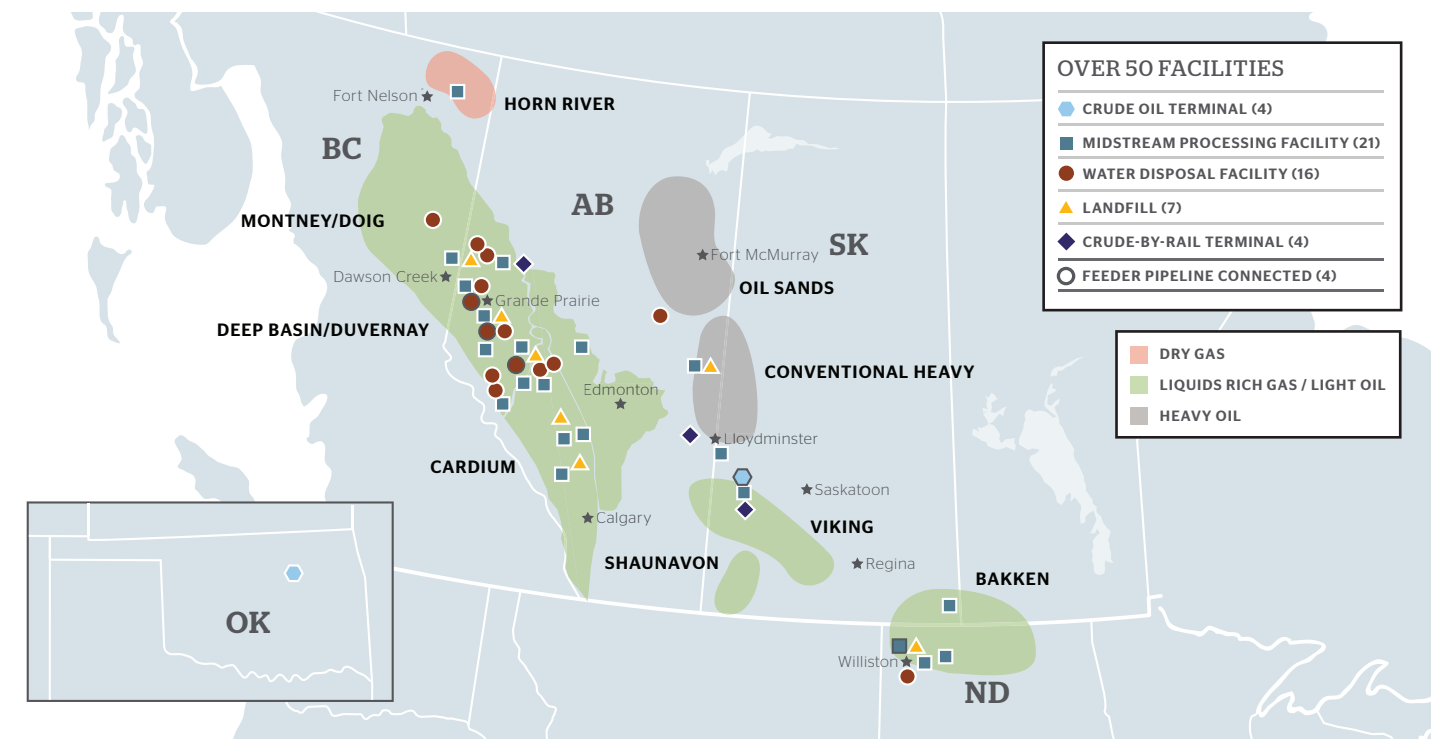 OVER 50 FACILITIES
CRUDE OIL TERMINAL (4)
MIDSTREAM PROCESSING FACILITY (21)
WATER DISPOSAL FACILITY (16)
LANDFILL (7)
CRUDE-BY-RAIL TERMINAL (4)
FEEDER PIPELINE CONNECTED (4)
DRY GAS
LIQUIDS RICH GAS / LIGHT OIL
HEAVY OIL
Fort Nelson
HORN RIVER
BC
AB
MONTNEY/DOIG
SK
Fort McMurray
Dawson Creek
OIL SANDS
Grande Prairie
DEEP BASIN/DUVERNAY
CONVENTIONAL HEAVY
Edmonton
Lloydminster
CARDIUM
Saskatoon
Calgary
VIKING
SHAUNAVON
Regina
BAKKEN
OK
Williston
ND